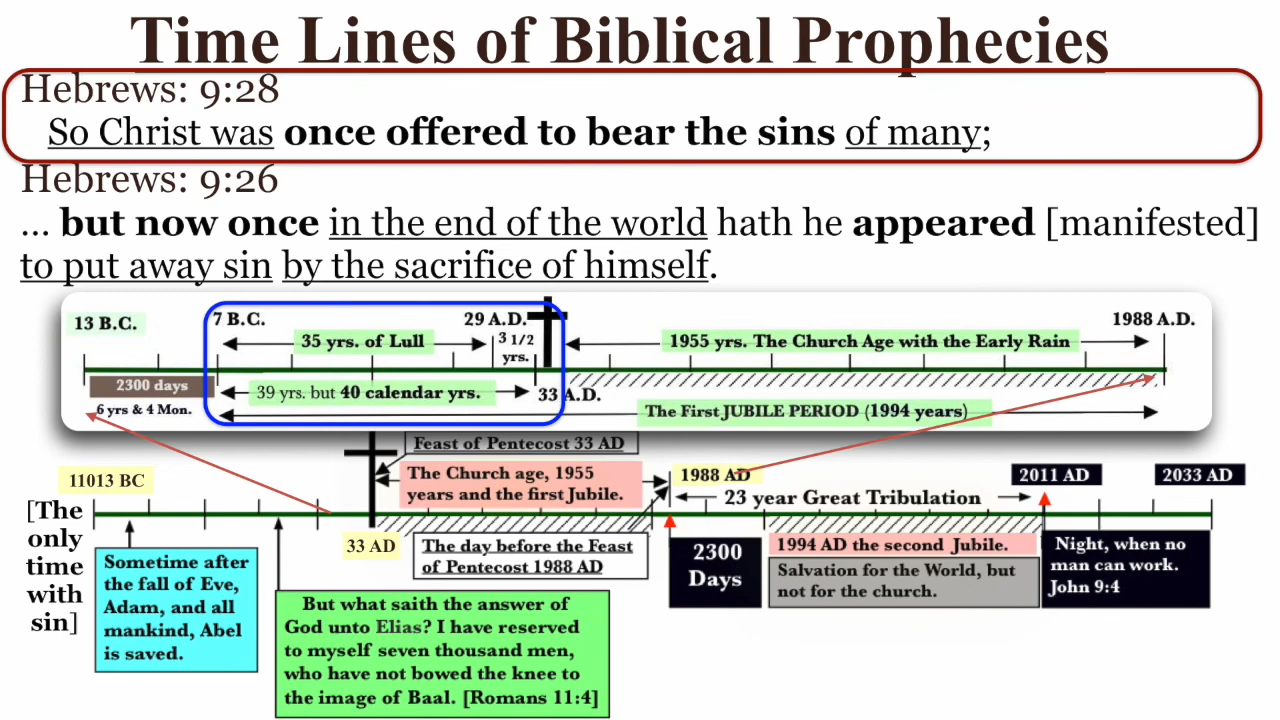 Time Lines of Biblical Prophecies
Hebrews: 9:28
So Christ was once offered to bear the sins of many;
Hebrews: 9:26
... but now once in the end of the world hath he appeared [manifested]
to put away sin by the sacrifice of himself.
13 B.C.
7 B.C.
29 A.D.
1988 A.D.
35 yrs. of Lull
3 1/2
yrs.
1955 yrs. The Church Age with the Early Rain
2300 days
39 yrs. but 40 calendar yrs.
33 A.D.
6 yrs & 4 Mon.
The First JUBILE PERIOD (1994 years)
Feast of Pentecost 33 AD
11013 BC
The Church age, 1955
years and the first Jubile.
1988 AD
2011 AD
2033 AD
23 year Great Tribulation
[The
only
time
with
sin]
33 AD
The day before the Feast
of Pentecost 1988 AD
2300
Days
1994 AD the second Jubile.
Salvation for the World, but
not for the church.
Night, when no
man can work.
John 9:4
Sometime after
the fall of Eve,
Adam, and all
mankind, Abel
is saved.
But what saith the answer of
God unto Elias? I have reserved
to myself seven thousand men,
who have not bowed the knee to
the image of Baal. [Romans 11:4]